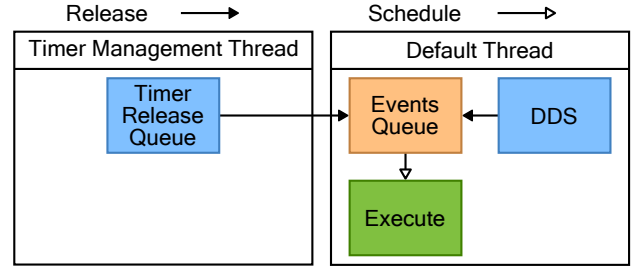 Release
Schedule
Timer Management Thread
Default Thread
Timer
Release
Queue
Events
Queue
DDS
Execute